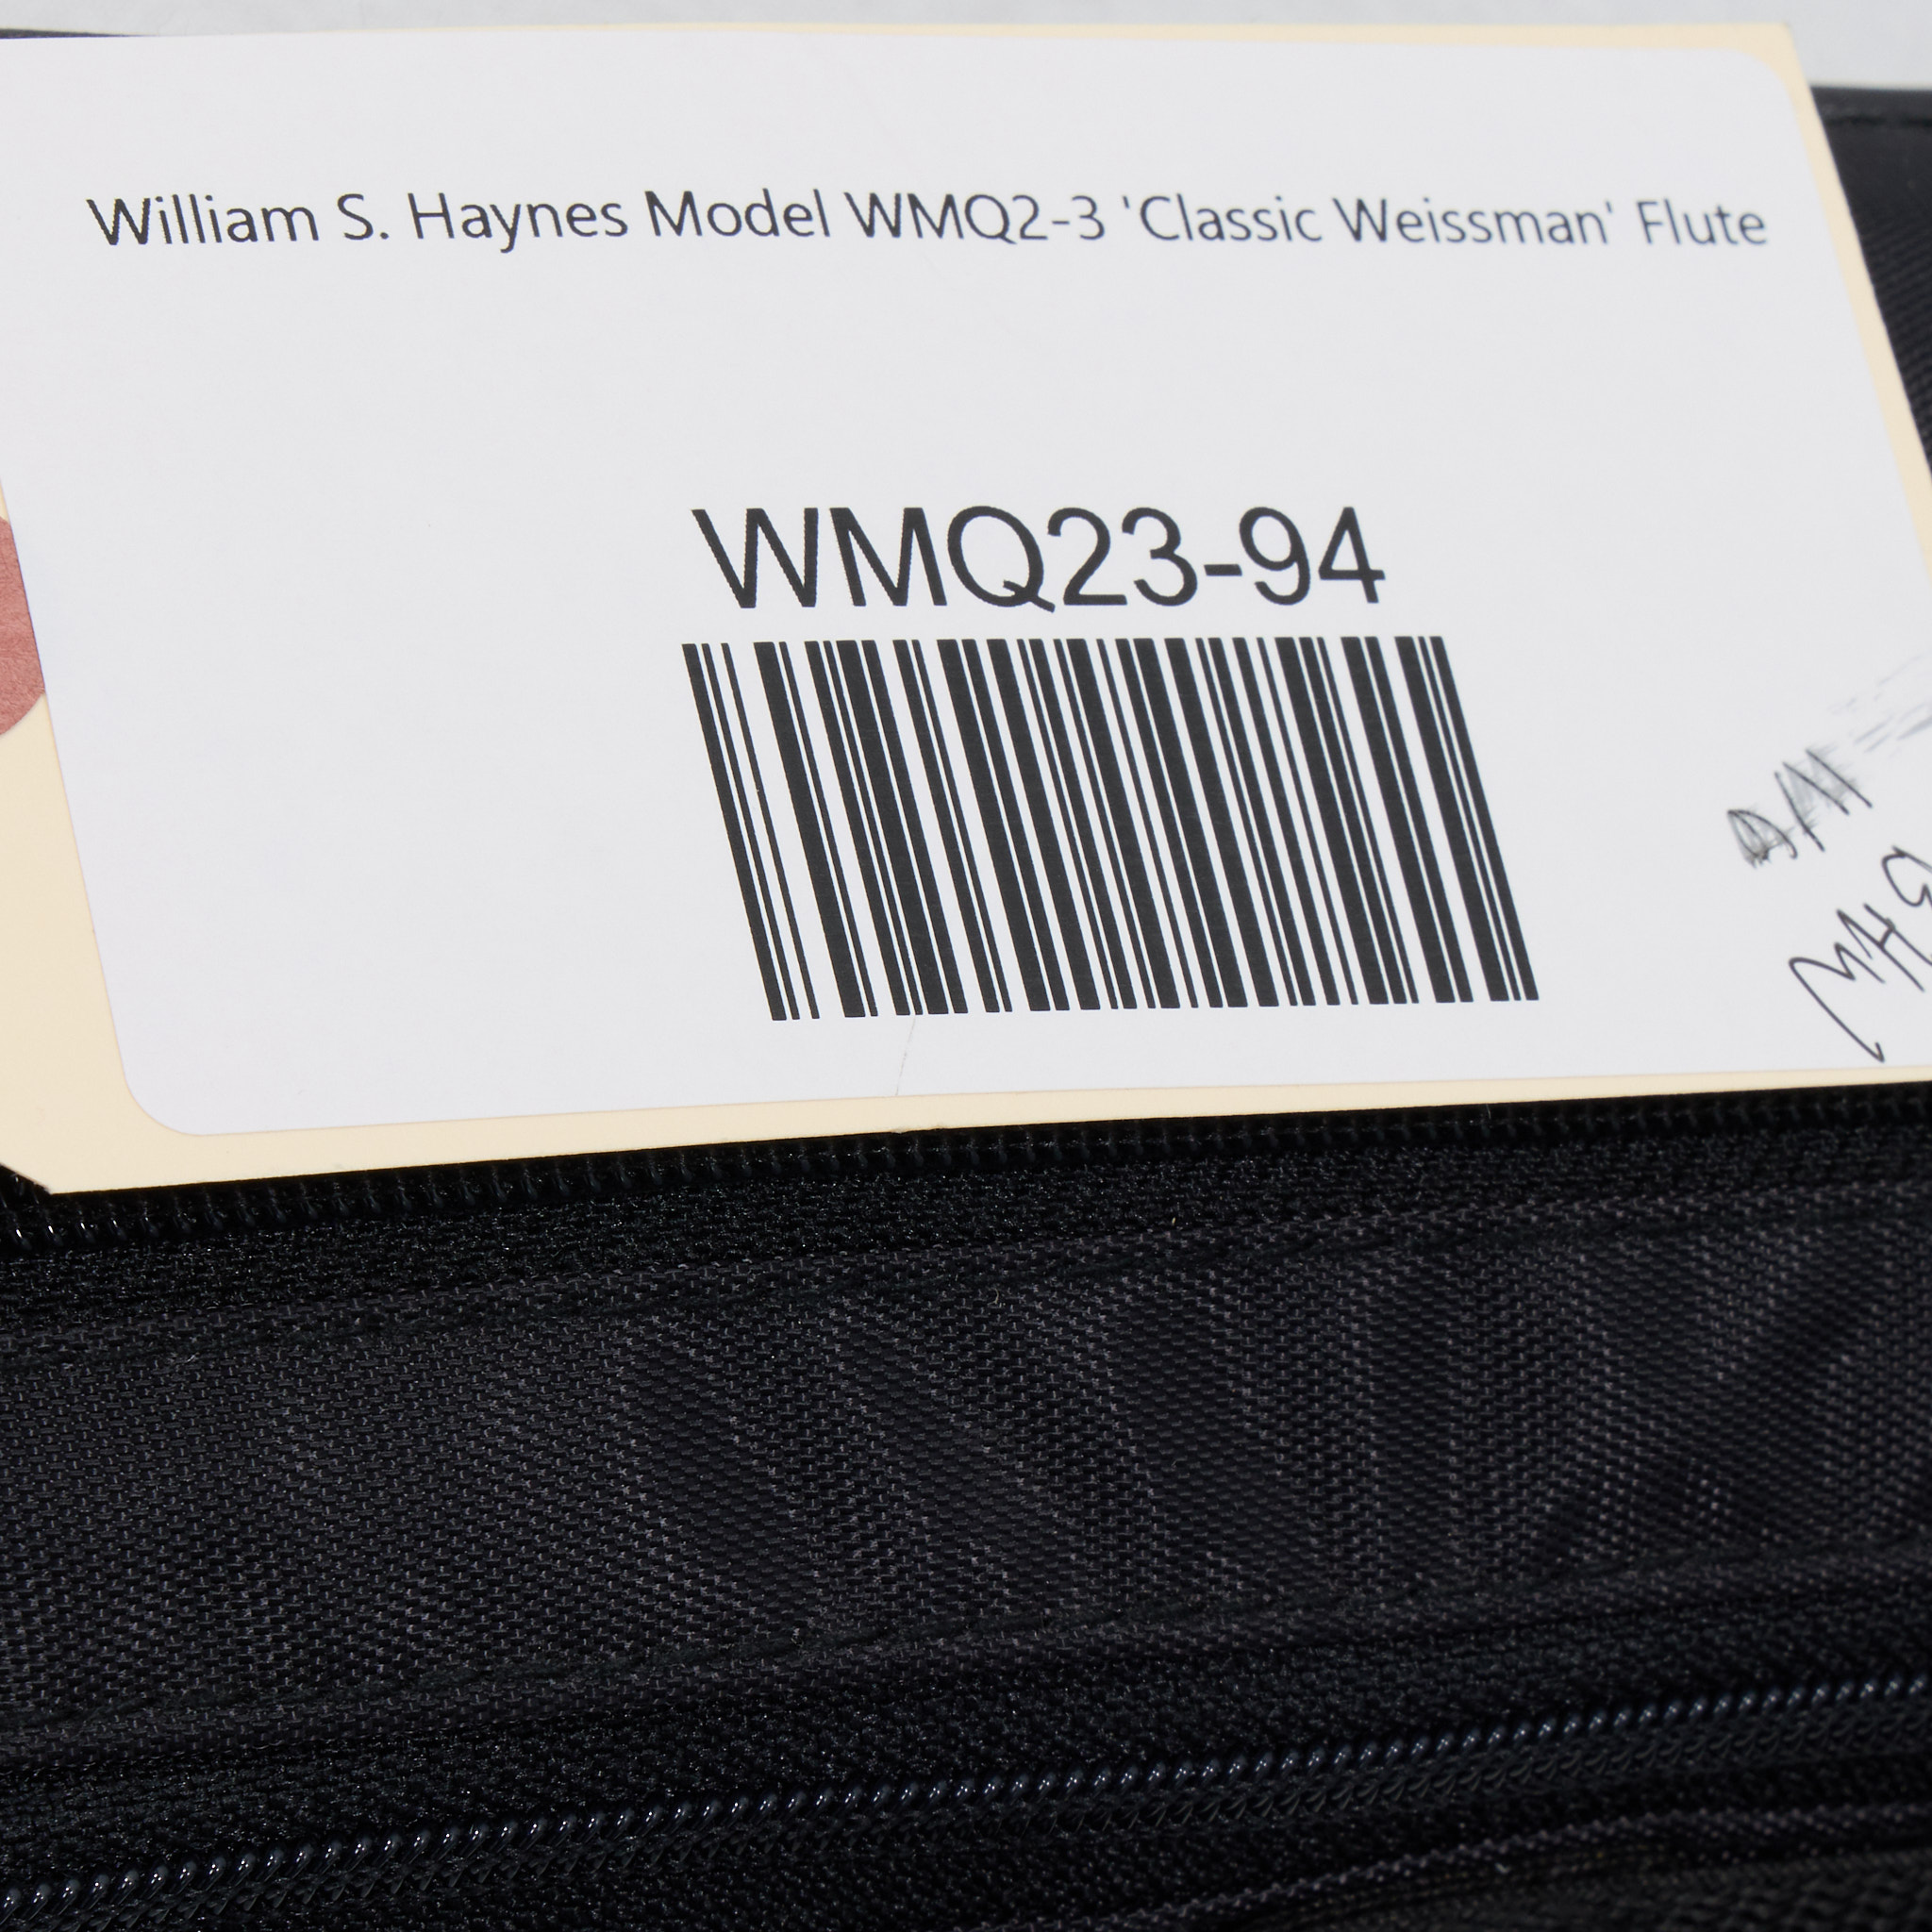 William S. Haynes Model WMQ2-3 'Classic Weissman' Flute
WMQ23-94